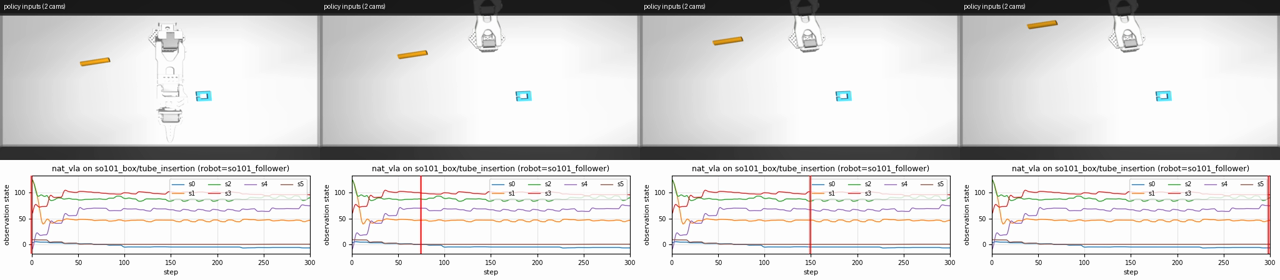 policy inputs (2 cams)
policy inputs (2 cams)
policy inputs (2 cams)
policy inputs (2 cams)
nat_vla on so101_box/tube_insertion (robot=so101_follower)
observation state
100
50
0
s0 s2 s4 s5
s1 s3
0 50 100 150 200 250 300
step
nat_vla on so101_box/tube_insertion (robot=so101_follower)
observation state
100
50
0
s0 s2 s4 s5
s1 s3
0 50 100 150 200 250 300
step
nat_vla on so101_box/tube_insertion (robot=so101_follower)
observation state
100
50
0
s0 s2 s4 s5
s1 s3
0 50 100 150 200 250 300
step
nat_vla on so101_box/tube_insertion (robot=so101_follower)
observation state
100
50
0
s0 s2 s4 s5
s1 s3
0 50 100 150 200 250 300
step